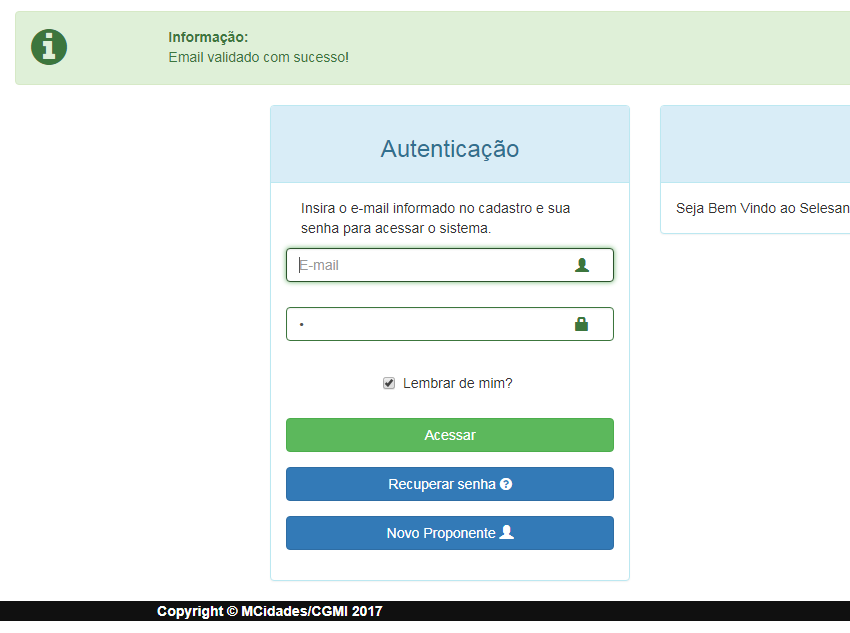 Informação:
Email validado com sucesso!
Autenticação
Insira o e-mail informado no cadastro e sua
senha para acessar o sistema.
E-mail
•
Lembrar de mim?
Acessar
Recuperar senha
Novo Proponente
Seja Bem Vindo ao Selesan
Copyright © MCidades/CGMI 2017